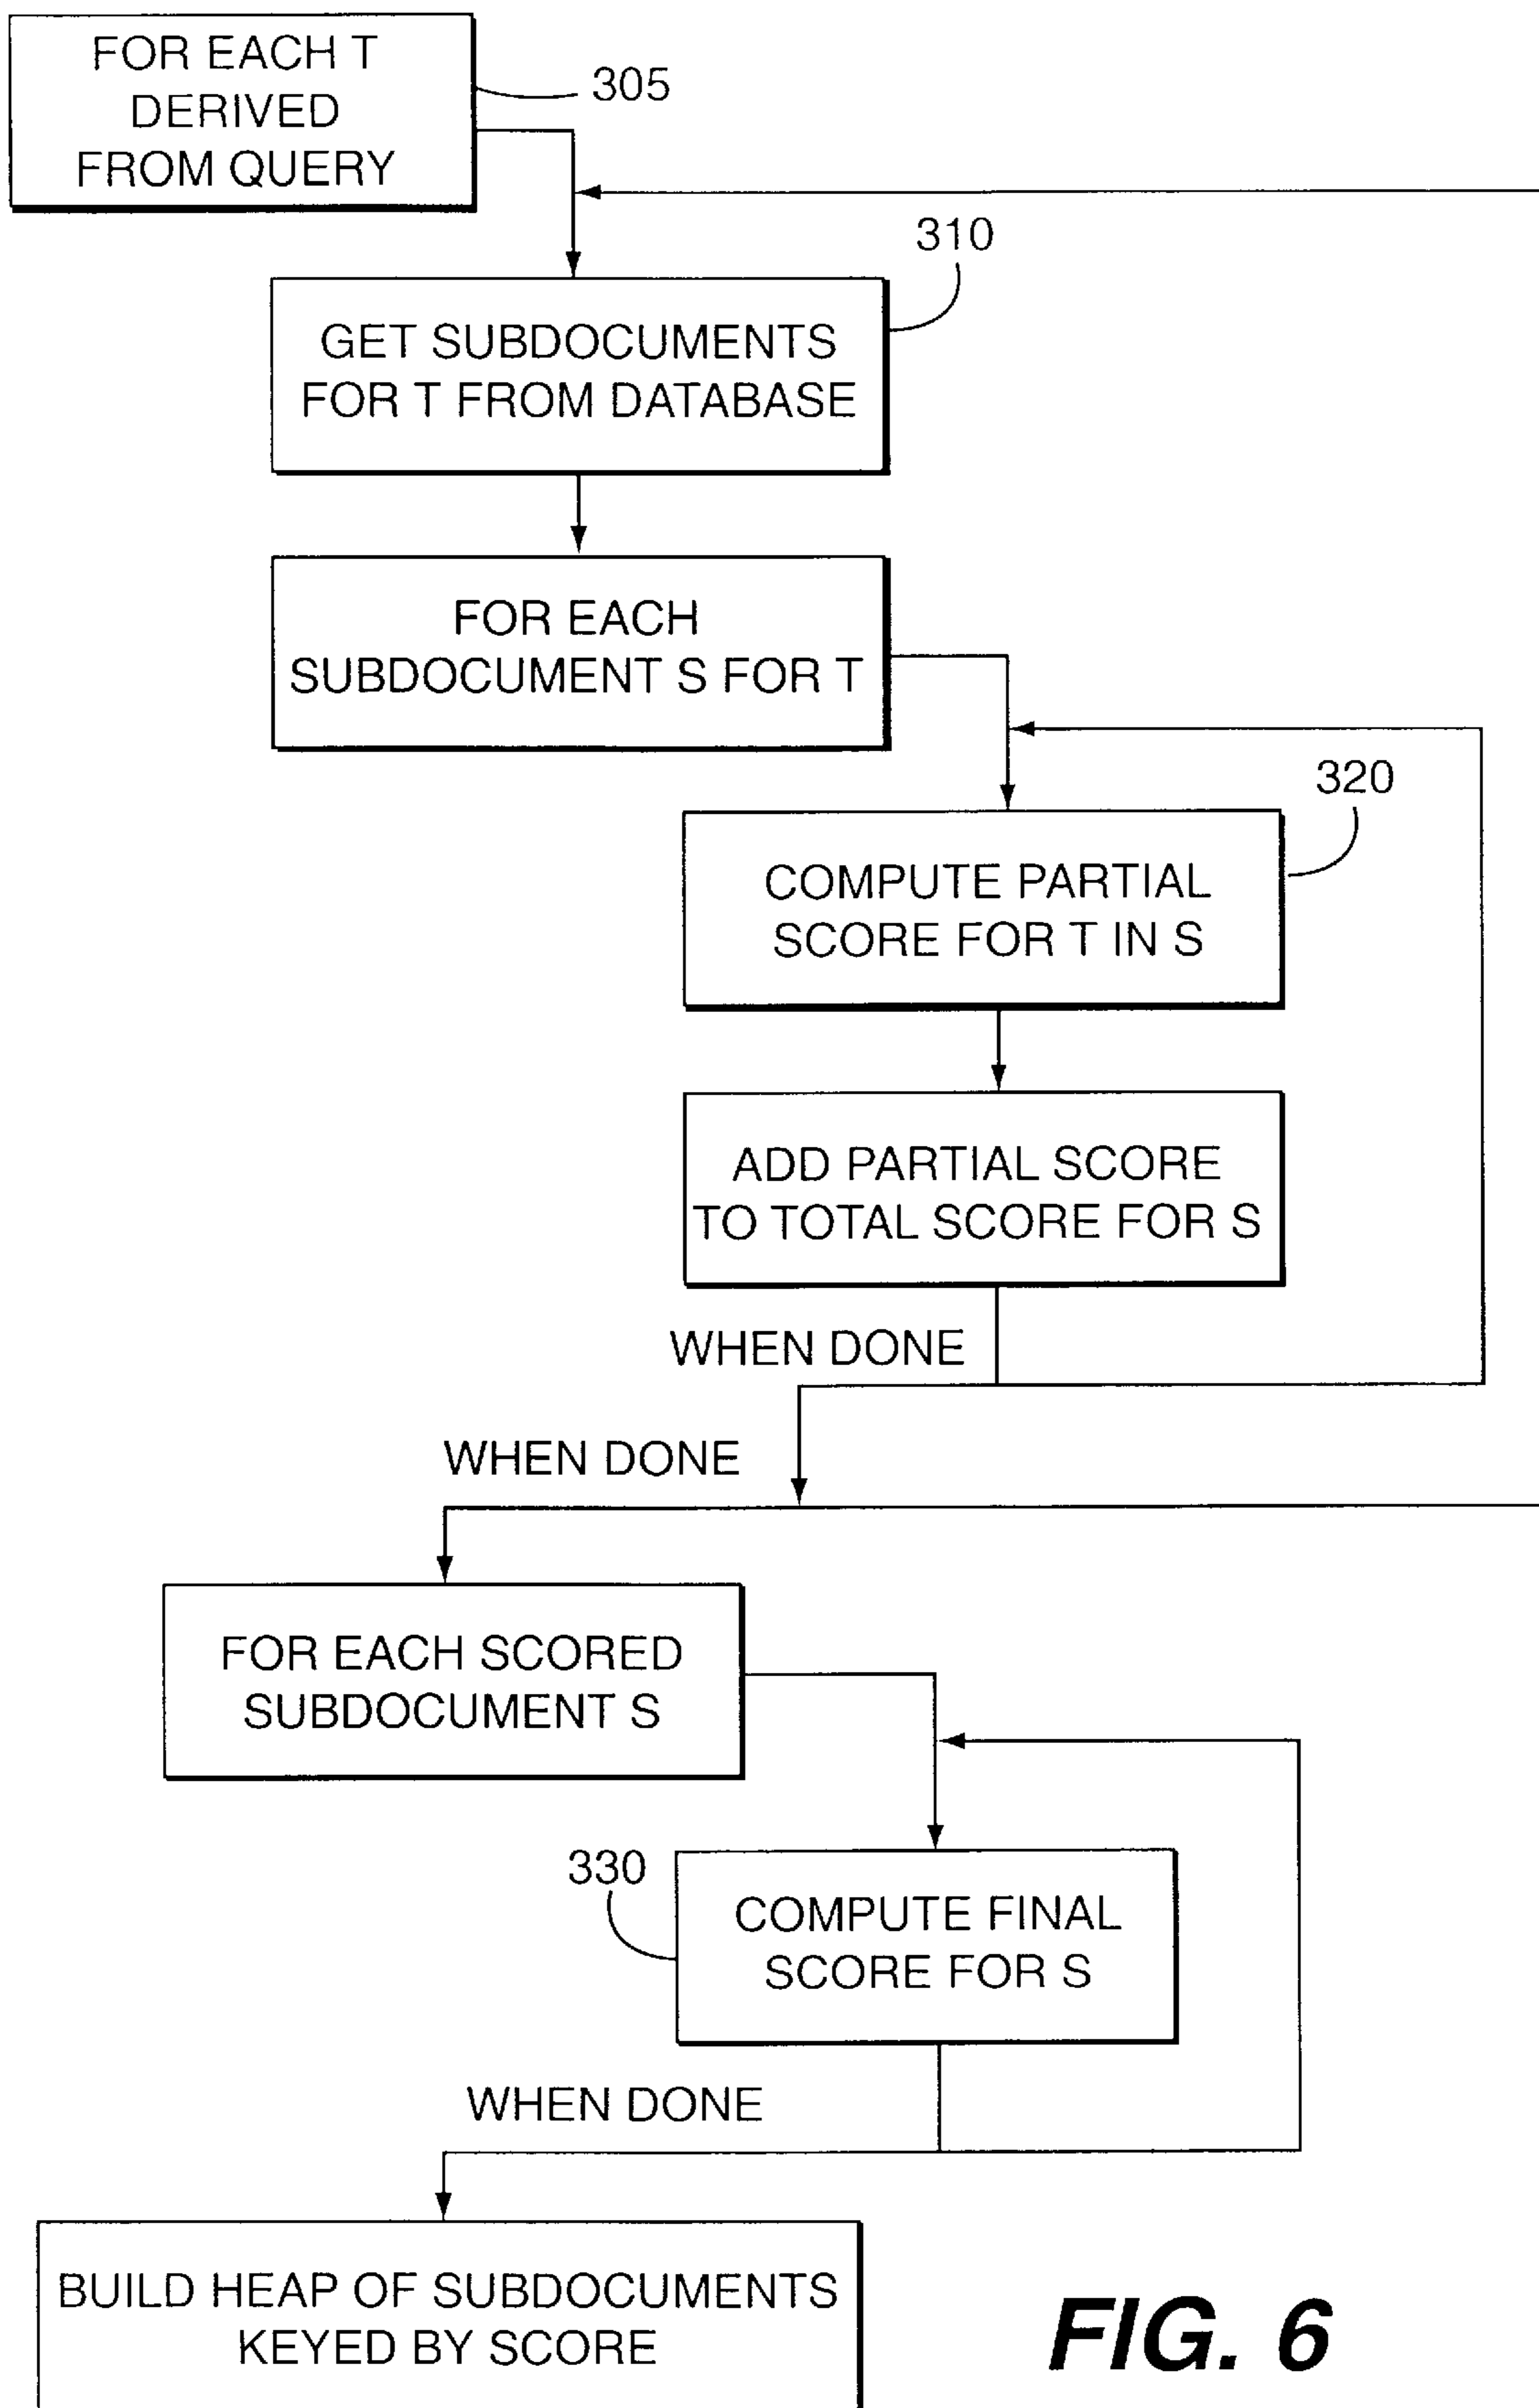 FOR EACH T
DERIVED
FROM QUERY
305
310
GET SUBDOCUMENTS
FOR T FROM DATABASE
FOR EACH
SUBDOCUMENT S FOR T
320
COMPUTE PARTIAL
SCORE FOR T IN S
ADD PARTIAL SCORE
TO TOTAL SCORE FOR S
WHEN DONE
WHEN DONE
FOR EACH SCORED
SUBDOCUMENT S
330
COMPUTE FINAL
SCORE FOR S
WHEN DONE
BUILD HEAP OF SUBDOCUMENTS
KEYED BY SCORE
FIG. 6